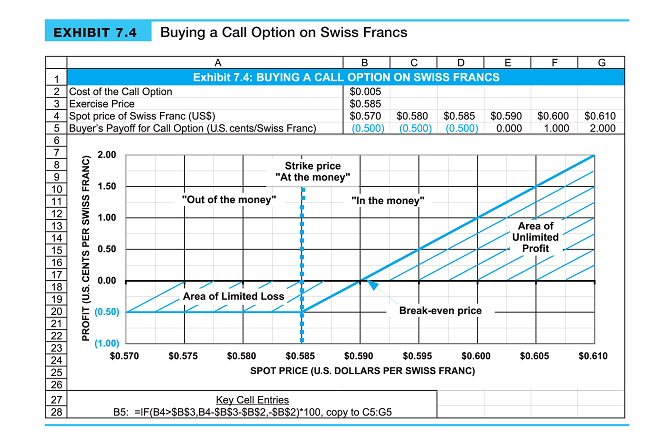 EXHIBIT 7.4 Buying a Call Option on Swiss Francs
A B C D E F G
1 Exhibit 7.4: BUYING A CALL OPTION ON SWISS FRANCS
2 Cost of the Call Option $0.005
3 Exercise Price $0.585
4 Spot price of Swiss Franc (US$) $0.570 $0.580 $0.585 $0.590 $0.600 $0.610
5 Buyer's Payoff for Call Option (U.S. cents/Swiss Franc) (0.500) (0.500) (0.500) 0.000 1.000 2.000
6
7
8
9
10
11
12
13
14
15
16
17
18
19
20
21
22
23
24
25
26
PROFIT (U.S. CENTS PER SWISS FRANC)
2.00
1.50
1.00
0.50
0.00
(0.50)
(1.00)
Strike price
"At the money"
"Out of the money" "In the money"
Area of
Unlimited
Profit
Area of Limited Loss
Break-even price
$0.570 $0.575 $0.580 $0.585 $0.590 $0.595 $0.600 $0.605 $0.610
SPOT PRICE (U.S. DOLLARS PER SWISS FRANC)
27 Key Cell Entries
28 B5: =IF(B4>$B$3,B4-$B$3-$B$2,-$B$2)*100, copy to C5:G5